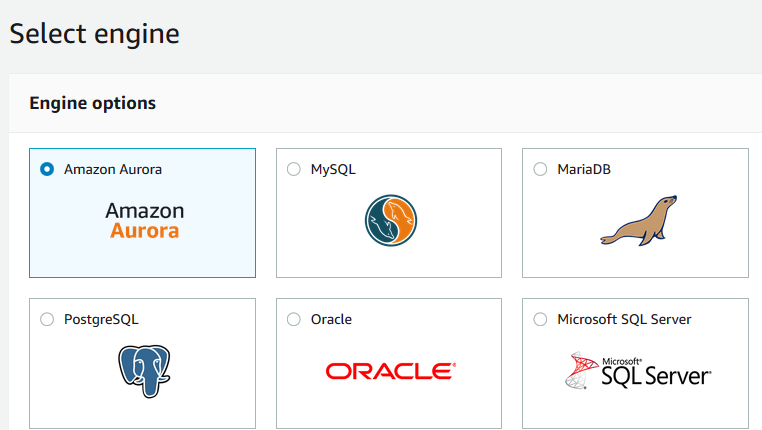 Select engine
Engine options
Amazon Aurora
MySQL
MariaDB
Amazon
Aurora
PostgreSQL
Oracle
Microsoft SQL Server
ORACLE®
Microsoft®
SQL Server®